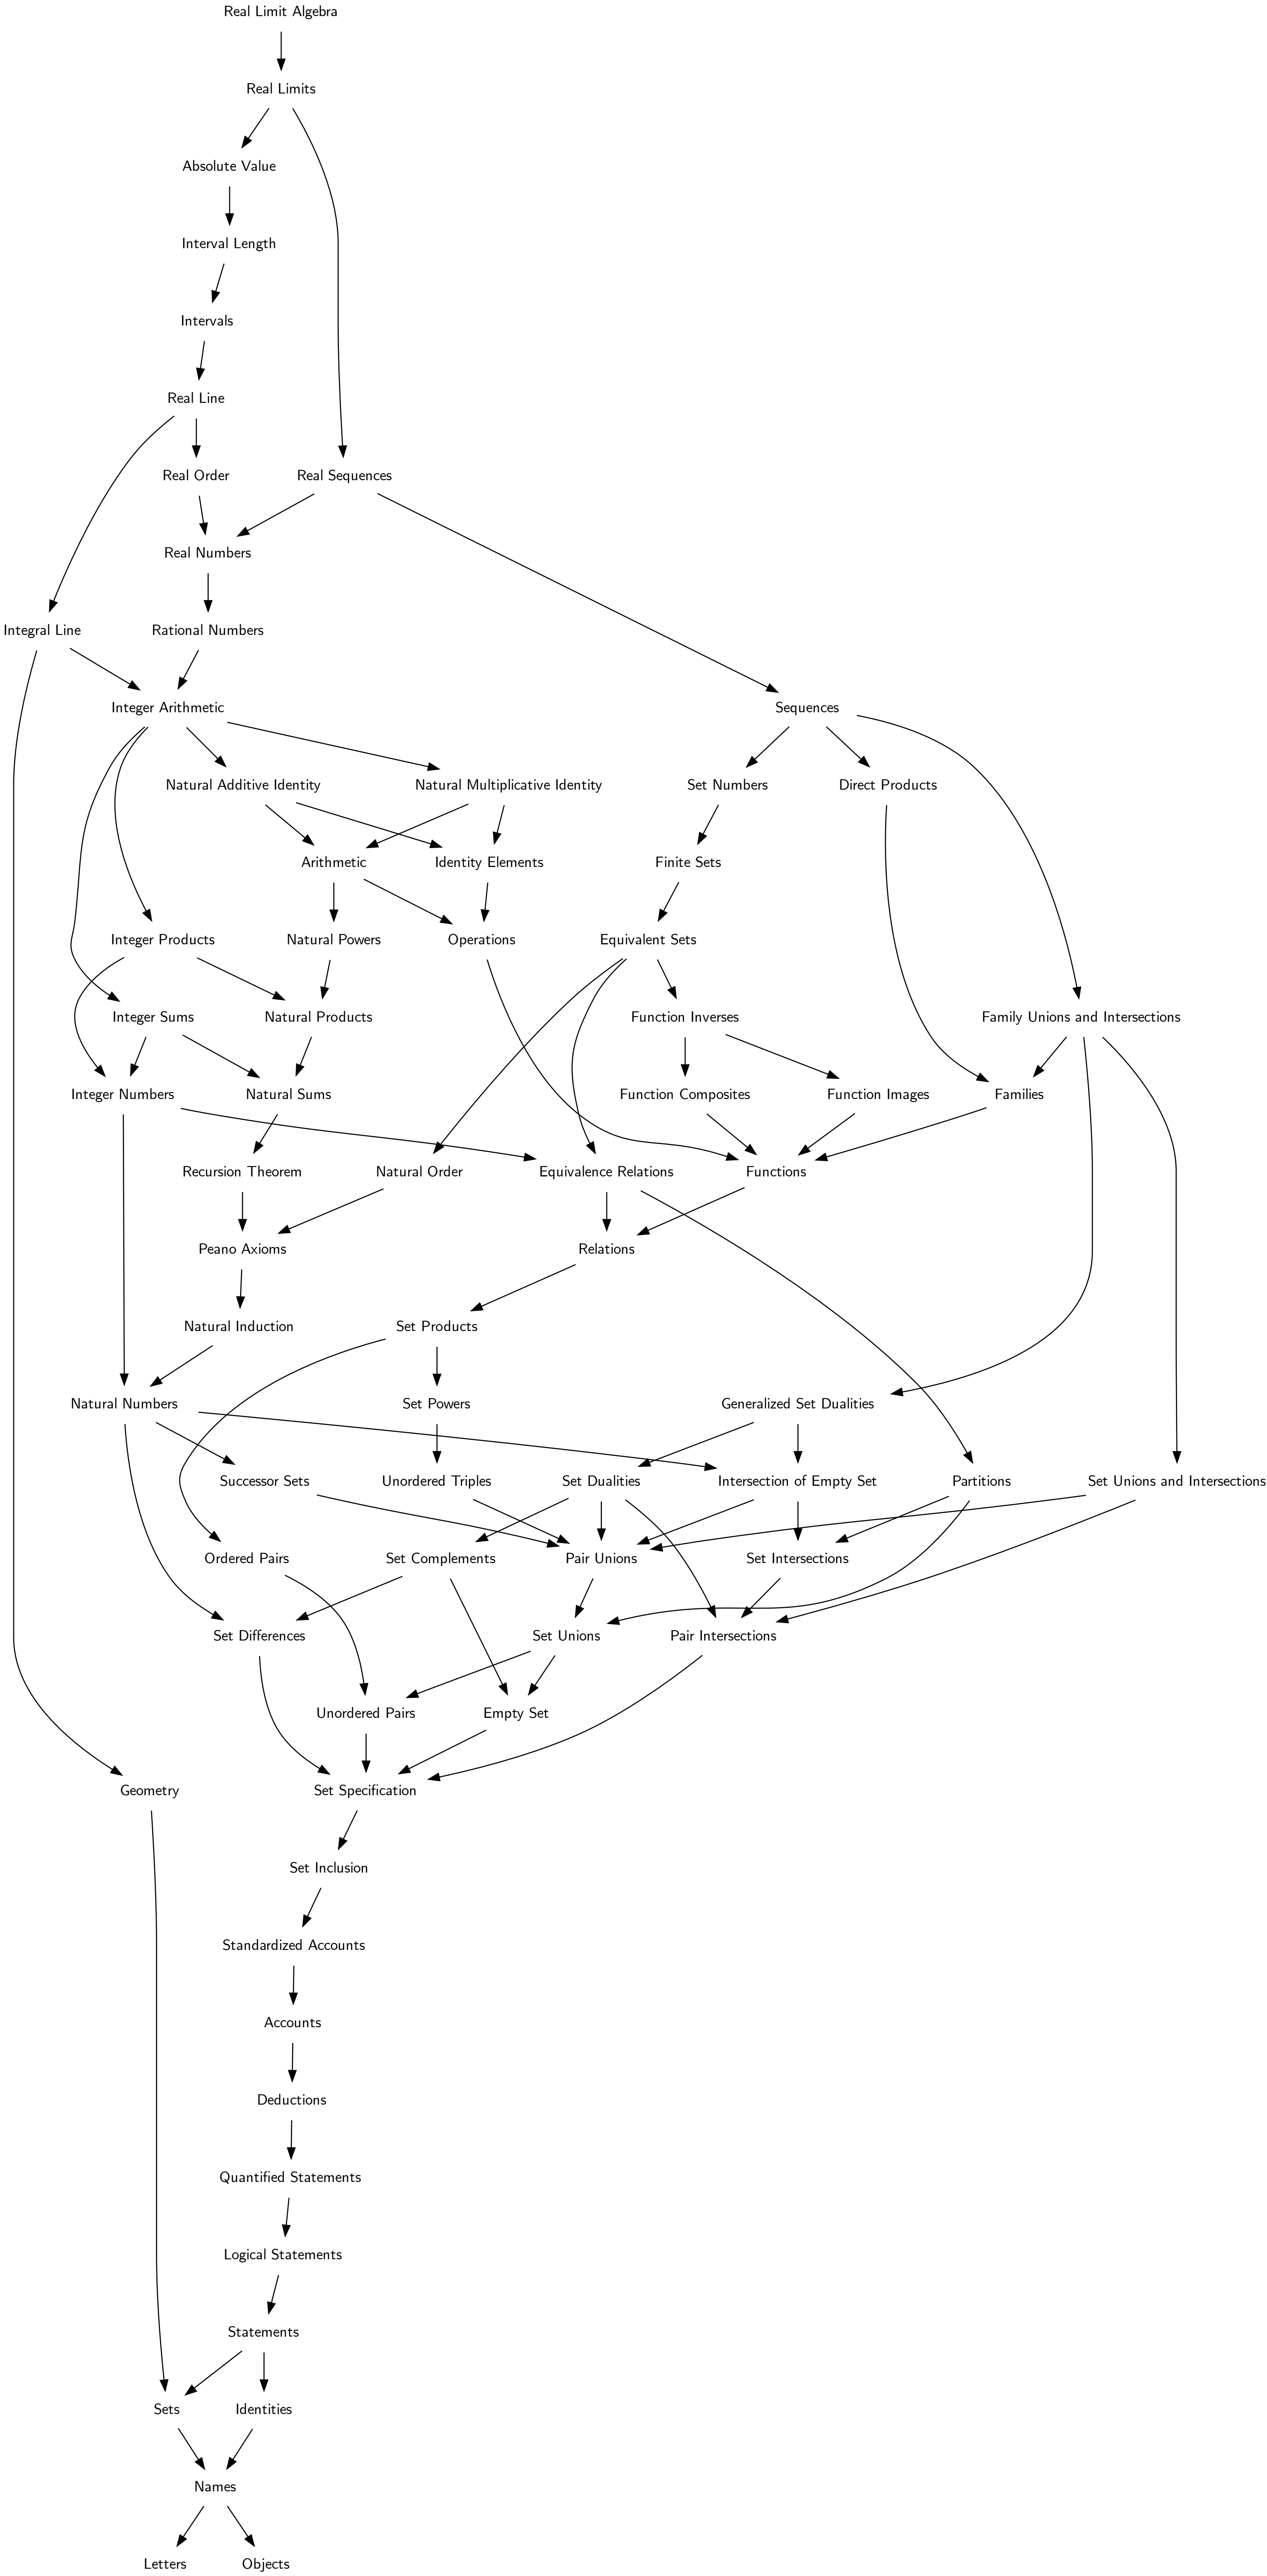 Real Limit Algebra
Real Limits
Absolute Value
Interval Length
Intervals
Real Line
Real Order
Real Sequences
Real Numbers
Integral Line
Rational Numbers
Integer Arithmetic
Sequences
Natural Additive Identity
Natural Multiplicative Identity
Set Numbers
Direct Products
Arithmetic
Identity Elements
Finite Sets
Integer Products
Natural Powers
Operations
Equivalent Sets
Integer Sums
Natural Products
Function Inverses
Family Unions and Intersections
Integer Numbers
Natural Sums
Function Composites
Function Images
Families
Recursion Theorem
Natural Order
Equivalence Relations
Functions
Peano Axioms
Relations
Natural Induction
Set Products
Natural Numbers
Set Powers
Generalized Set Dualities
Successor Sets
Unordered Triples
Set Dualities
Intersection of Empty Set
Partitions
Set Unions and Intersections
Ordered Pairs
Set Complements
Pair Unions
Set Intersections
Set Differences
Set Unions
Pair Intersections
Unordered Pairs
Empty Set
Geometry
Set Specification
Set Inclusion
Standardized Accounts
Accounts
Deductions
Quantified Statements
Logical Statements
Statements
Sets
Identities
Names
Letters
Objects